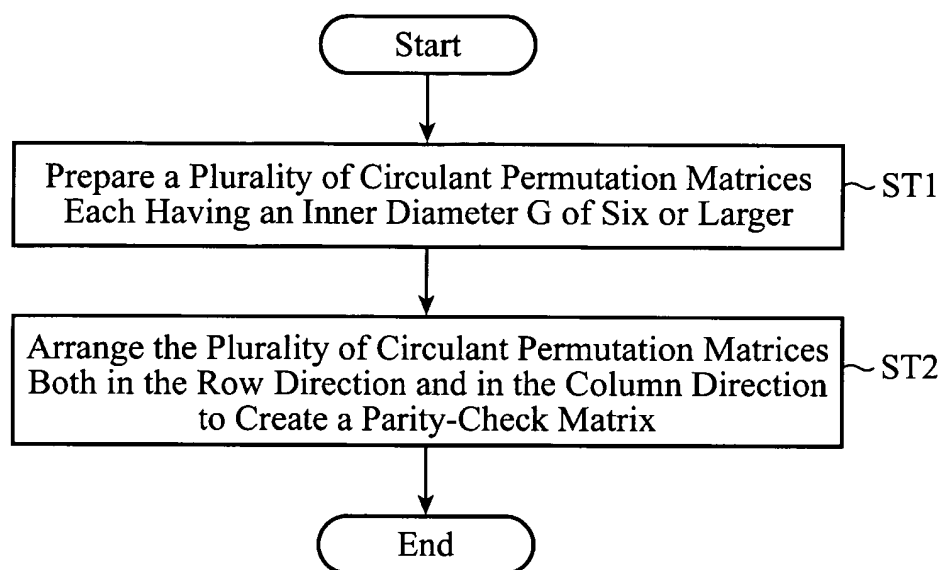 Start
Prepare a Plurality of Circulant Permutation Matrices
Each Having an Inner Diameter G of Six or Larger
ST1
Arrange the Plurality of Circulant Permutation Matrices
Both in the Row Direction and in the Column Direction
to Create a Parity-Check Matrix
ST2
End